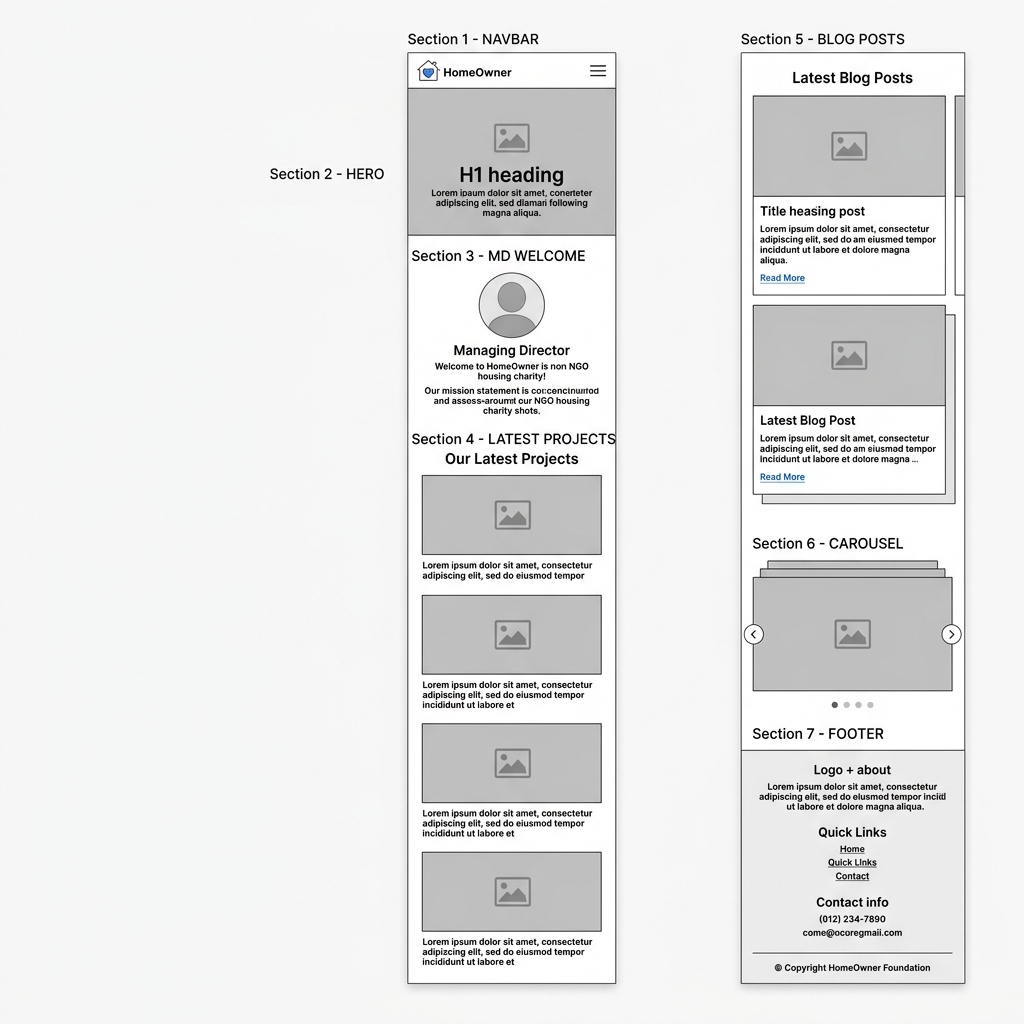 Section 1 - NAVBAR
HomeOwner
Section 2 - HERO
H1 heading
Lorem ipaum dolor sit amet, conerteter
adiplscing elit. sed dlamari following
magna aliqua.
Section 3 - MD WELCOME
Managing Director
Welcome to HomeOwner is non NGO
housing charity!
Our mission statement is
and assess-aroumt our NGO housing
charity shots.
Section 4 - LATEST PROJECTS
Our Latest Projects
Lorem ipsum dolor sit amet, consectetur
adipiscing elit, sed do eiusmod tempor
Lorem ipsum dolor sit amet, consectetur
adipiscing elit, sed do eiusmod tempor
incididunt ut labore et
Lorem ipsum dolor sit amet, consectetur
adipiscing elit, sed do eiusmod tempor
incididunt ut labore et
Lorem ipsum dolor sit amet, consectetur
adipizcing elit, sed do eiusmod tempor
incididunt ut labore et
Section 5 - BLOG POSTS
Latest Blog Posts
Title heasing post
Lorem ipsum dolor sit amet, consectetur
adipiscing elit, sed do am eiusmed tempor
inciddunt ut labore et dolore magna
aliqua.
Read More
Latest Blog Post
Lorem ipsum dolor sit amet, consectetur
adipiscing elit, sed do am eiusmod tempor
Incididunt ut labore et dolore magna ...
Read More
Section 6 - CAROUSEL
Section 7 - FOOTER
Logo + about
Lorem ipsum dolor sit amet, consectetur
adipiscing elit, sed do elusmod tempor
ut labore et dolore magna aliqua.
Quick Links
Home
Quick Links
Contact
Contact info
(012) 234-7890
come@ocoregmail.com
© Copyright HomeOwner Foundation